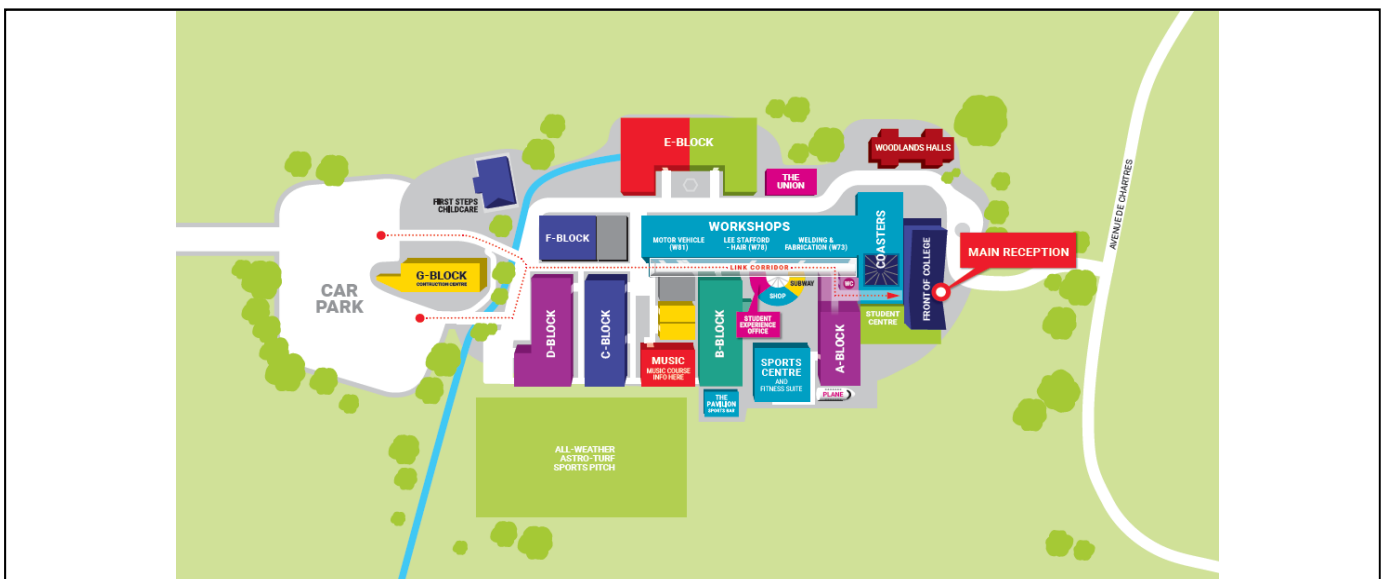 E-BLOCK
WOODLANDS HALLS
THE
UNION
FIRST STEPS
CHILDCARE
AVENUE DE CHARTRES
F-BLOCK
WORKSHOPS
MOTOR VEHICLE
(W81)
LEE STAFFORD
- HAIR (W78)
WELDING &
FABRICATION (W73)
COASTERS
FRONT OF COLLEGE
MAIN RECEPTION
LINK CORRIDOR
G-BLOCK
CONTRUCTION CENTRE
CAR
PARK
SUBWAY
SHOP
WC
STUDENT
EXPERIENCE
OFFICE
STUDENT
CENTRE
D-BLOCK
C-BLOCK
B-BLOCK
A-BLOCK
MUSIC
MUSIC COURSE
INFO HERE
SPORTS
CENTRE
AND
FITNESS SUITE
THE
PAVILION
SPORTS BAR
PLANE
ALL-WEATHER
ASTRO-TURF
SPORTS PITCH